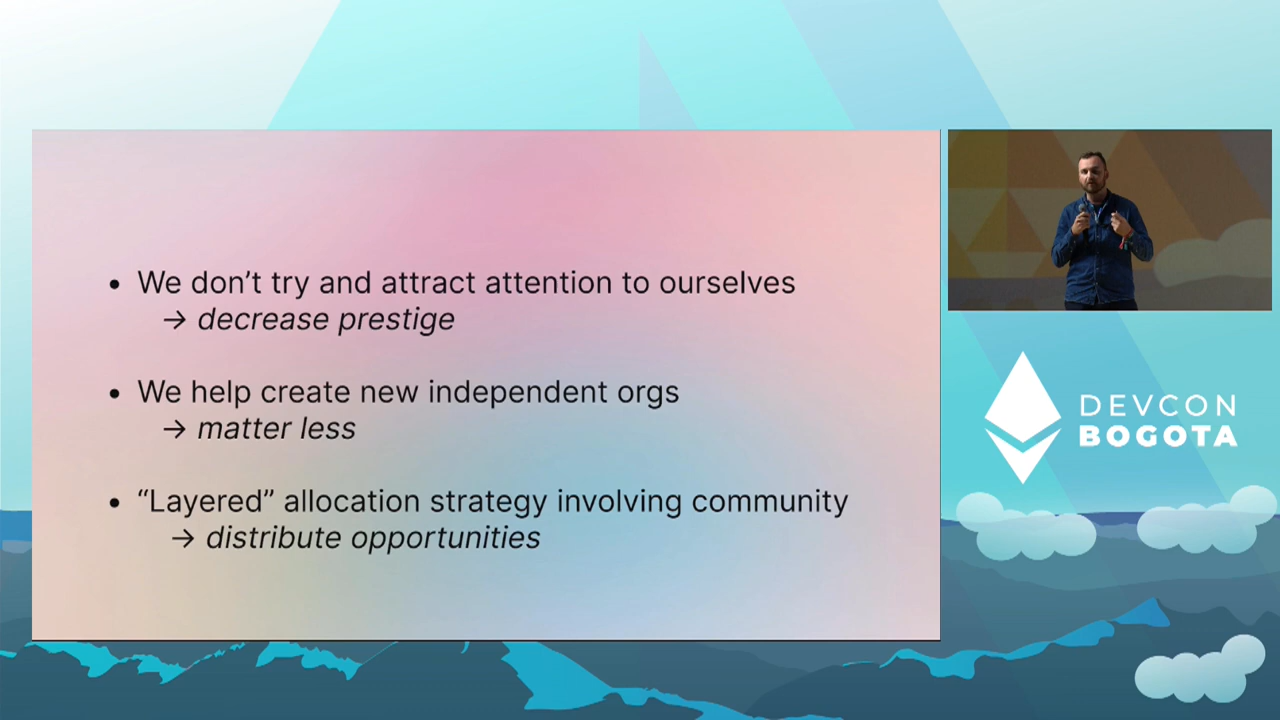 • We don’t try and attract attention to ourselves
→ decrease prestige
• We help create new independent orgs
→ matter less
• “Layered” allocation strategy involving community
→ distribute opportunities
DEVCON
BOGOTA